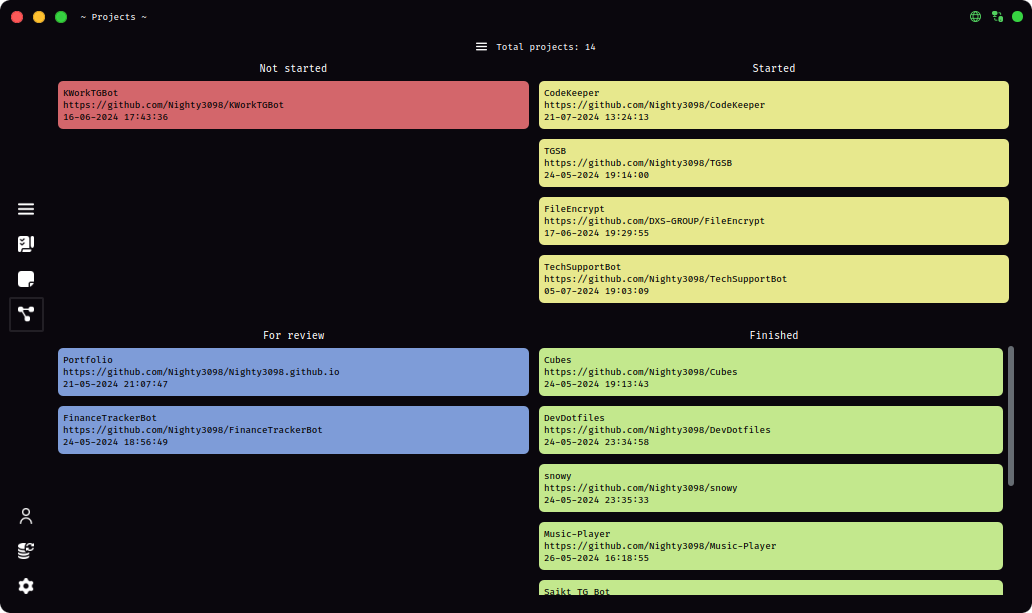 ~ Projects ~
Total projects: 14
Not started
KWorkTGBot
https://github.com/Nighty3098/KWorkTGBot
16-06-2024 17:43:36
Started
CodeKeeper
https://github.com/Nighty3098/CodeKeeper
21-07-2024 13:24:13
TGSB
https://github.com/Nighty3098/TGSB
24-05-2024 19:14:00
FileEncrypt
https://github.com/DXS-GROUP/FileEncrypt
17-06-2024 19:29:55
TechSupportBot
https://github.com/Nighty3098/TechSupportBot
05-07-2024 19:03:09
For review
Portfolio
https://github.com/Nighty3098/Nighty3098.github.io
21-05-2024 21:07:47
FinanceTrackerBot
https://github.com/Nighty3098/FinanceTrackerBot
24-05-2024 18:56:49
Finished
Cubes
https://github.com/Nighty3098/Cubes
24-05-2024 19:13:43
DevDotfiles
https://github.com/Nighty3098/DevDotfiles
24-05-2024 23:34:58
snowy
https://github.com/Nighty3098/snowy
24-05-2024 23:35:33
Music-Player
https://github.com/Nighty3098/Music-Player
26-05-2024 16:18:55
Saikt TG Bot